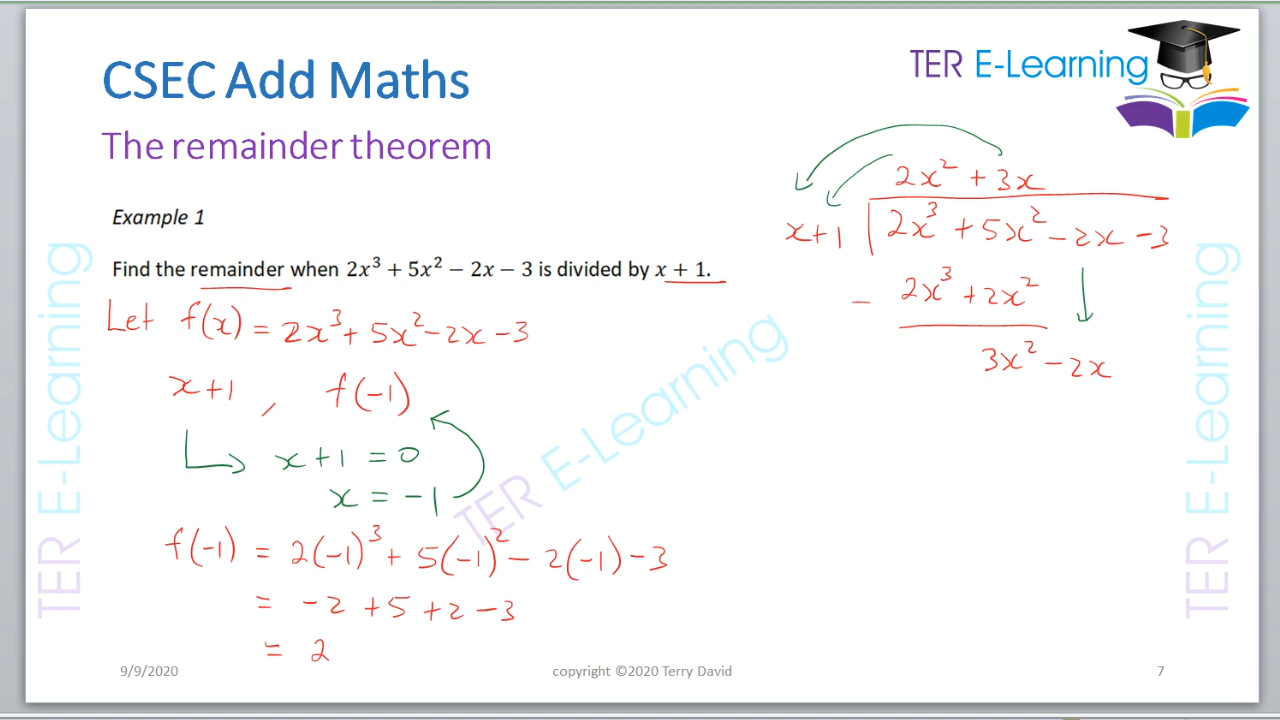 CSEC Add Maths
TER E-Learning
The remainder theorem
Example 1
Find the remainder when 2x³ + 5x² − 2x − 3 is divided by x + 1.
Let f(x) = 2x³ + 5x² − 2x − 3
x+1 , f(−1)
x + 1 = 0
x = −1
f(−1) = 2(−1)³ + 5(−1)² − 2(−1) − 3
= −2 + 5 + 2 − 3
= 2
2x² + 3x
x+1 2x³ + 5x² − 2x − 3
− 2x³ + 2x²
3x² − 2x
TER E-Learning
TER E-Learning
TER E-Learning
9/9/2020
copyright ©2020 Terry David
7